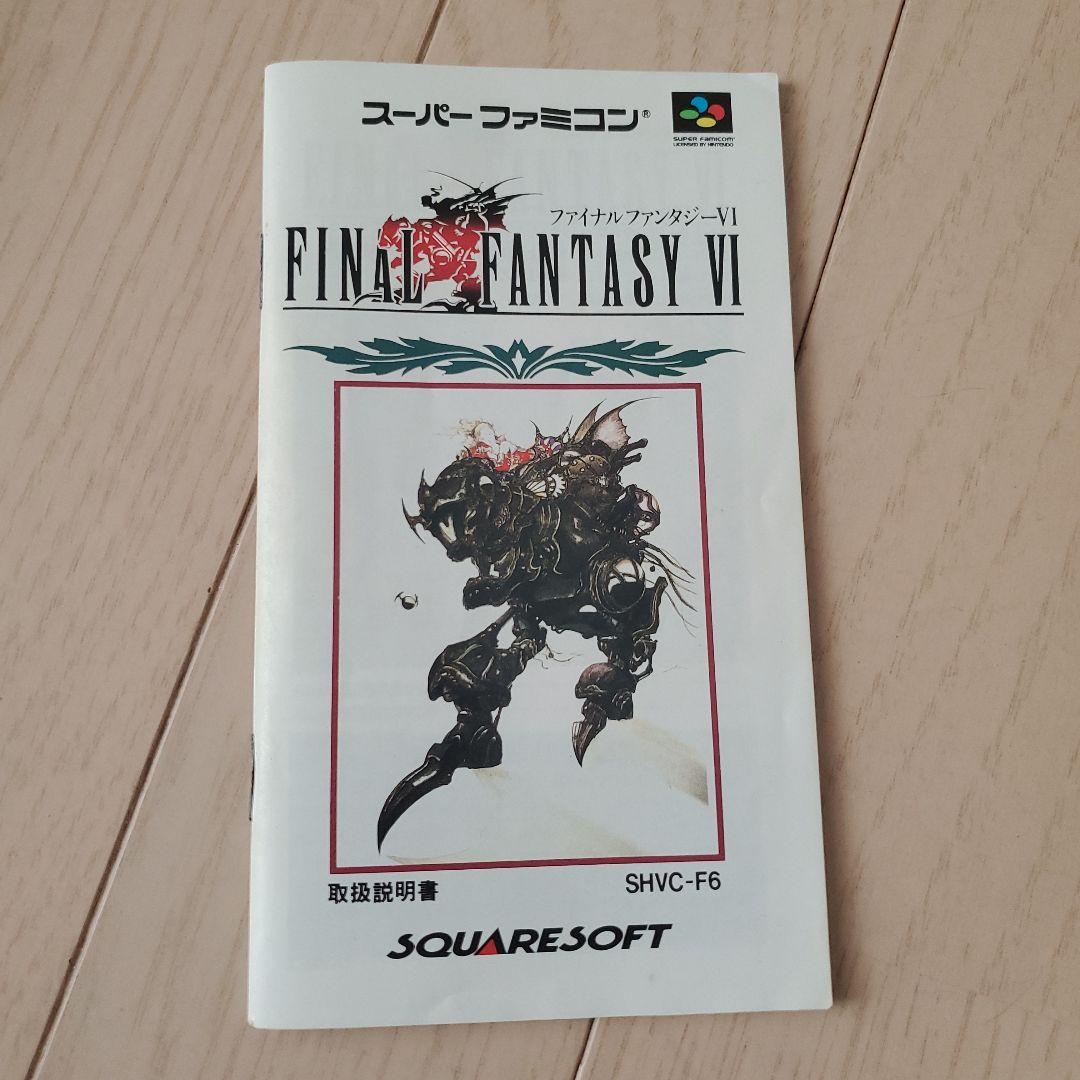 スーパーファミコン®
SUPER FAMICOM
LICENSED BY NINTENDO
ファイナルファンタジーVI
FINAL FANTASY VI
取扱説明書
SHVC-F6
SQUARESOFT